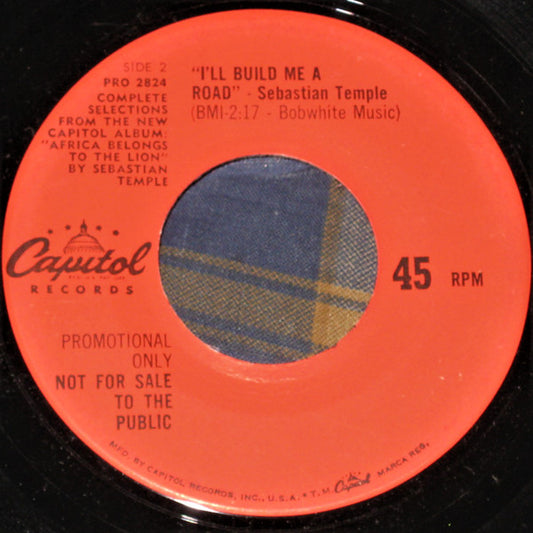 SIDE 2
PRO 2824
COMPLETE
SELECTIONS
FROM THE NEW
CAPITOL ALBUM:
"AFRICA BELONGS
TO THE LION"
BY SEBASTIAN
TEMPLE
"I'LL BUILD ME A
ROAD" - Sebastian Temple
(BMI-2:17 - Bobwhite Music)
Capitol
RECORDS
45 RPM
PROMOTIONAL
ONLY
NOT FOR SALE
TO THE
PUBLIC
MFD. BY CAPITOL RECORDS, INC., U.S.A. • T.M. Capitol MARCA REG.